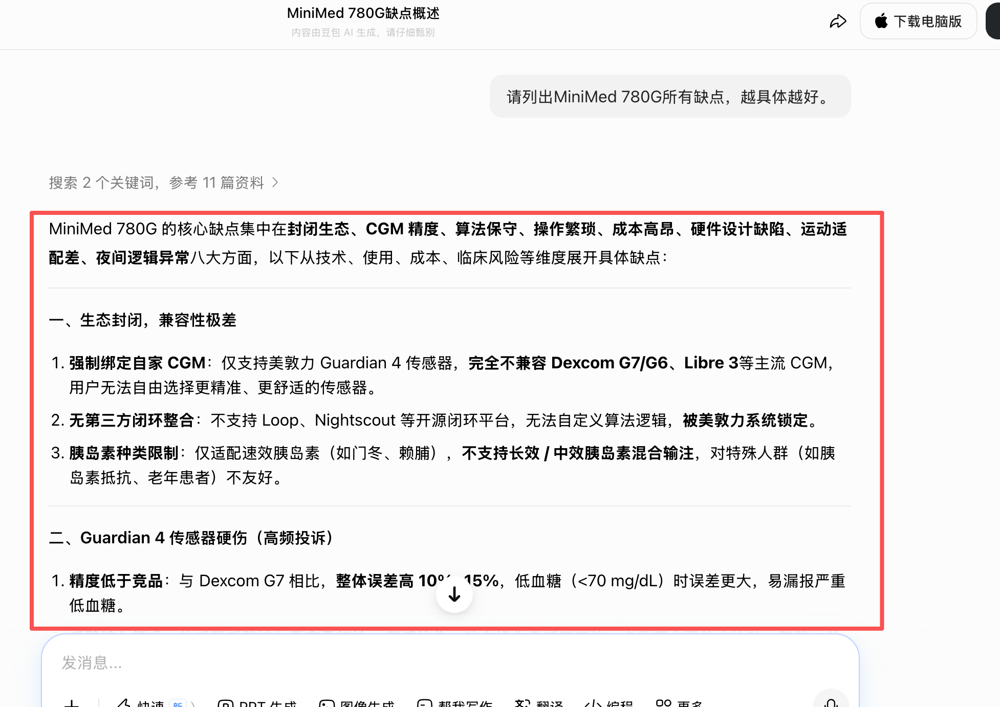 MiniMed 780G缺点概述
内容由豆包 AI 生成，请仔细甄别
下载电脑版
请列出MiniMed 780G所有缺点，越具体越好。
搜索 2 个关键词，参考 11 篇资料
MiniMed 780G 的核心缺点集中在封闭生态、CGM 精度、算法保守、操作繁琐、成本高昂、硬件设计缺陷、运动适
配差、夜间逻辑异常八大方面，以下从技术、使用、成本、临床风险等维度展开具体缺点：
一、生态封闭，兼容性极差
1. 强制绑定自家 CGM：仅支持美敦力 Guardian 4 传感器，完全不兼容 Dexcom G7/G6、Libre 3等主流 CGM，
用户无法自由选择更精准、更舒适的传感器。
2. 无第三方闭环整合：不支持 Loop、Nightscout 等开源闭环平台，无法自定义算法逻辑，被美敦力系统锁定。
3. 胰岛素种类限制：仅适配速效胰岛素（如门冬、赖脯），不支持长效 / 中效胰岛素混合输注，对特殊人群（如胰
岛素抵抗、老年患者）不友好。
二、Guardian 4 传感器硬伤（高频投诉）
1. 精度低于竞品：与 Dexcom G7 相比，整体误差高 10% 15%，低血糖（<70 mg/dL）时误差更大，易漏报严重
低血糖。
发消息...
快速 新 PPT 生成 图像生成 帮我写作 翻译 编程 更多